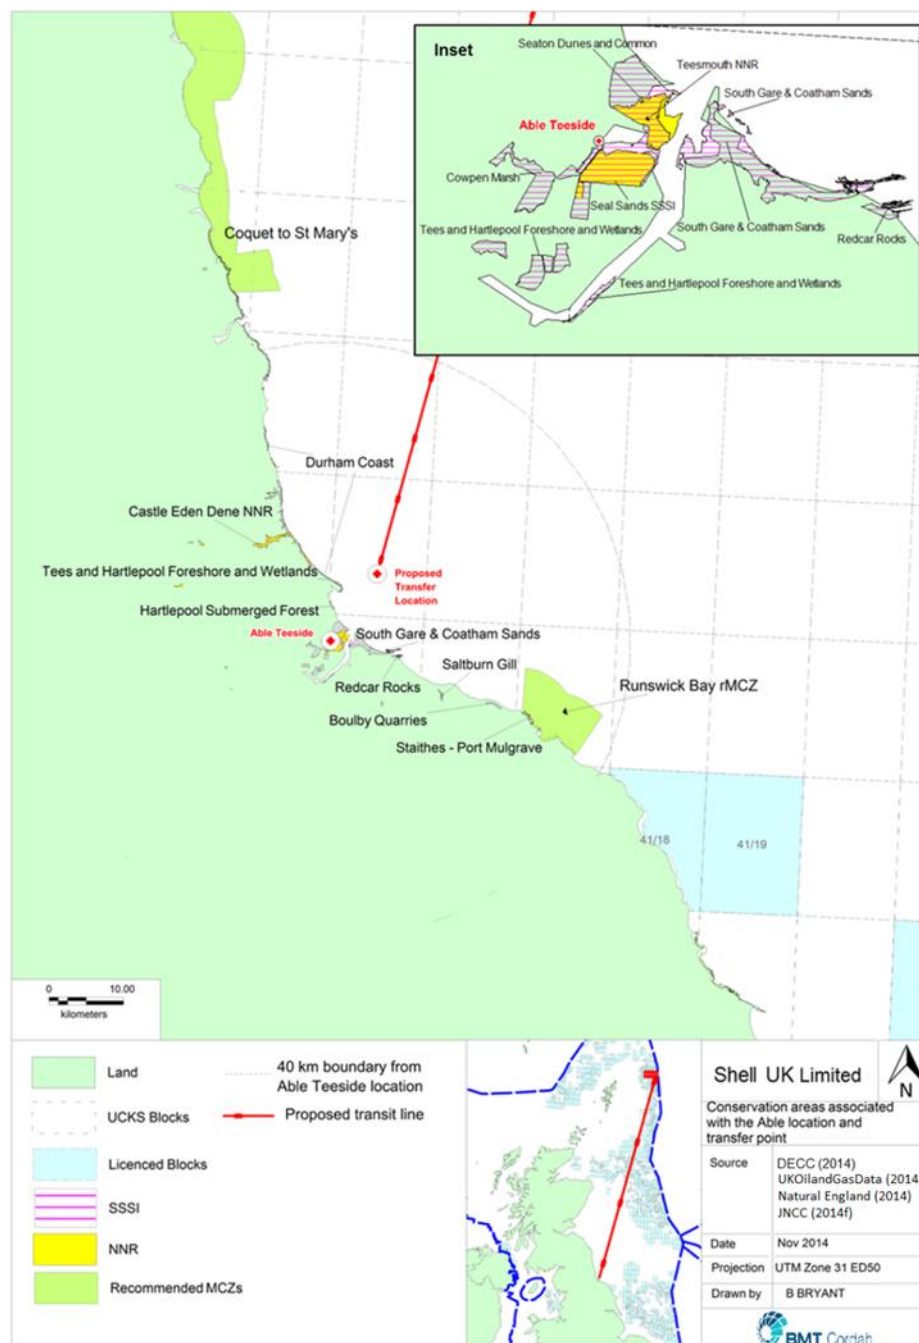 Inset
Seaton Dunes and Common
Teesmouth NNR
South Gare & Coatham Sands
Able Teeside
Cowpen Marsh
Seal Sands SSSI
Tees and Hartlepool Foreshore and Wetlands
South Gare & Coatham Sands
Redcar Rocks
Tees and Hartlepool Foreshore and Wetlands
Coquet to St Mary's
Durham Coast
Castle Eden Dene NNR
Tees and Hartlepool Foreshore and Wetlands
Proposed
Transfer
Location
Hartlepool Submerged Forest
Able Teeside
South Gare & Coatham Sands
Saltburn Gill
Redcar Rocks
Runswick Bay rMCZ
Boulby Quarries
Staithes - Port Mulgrave
41/18
41/19
0 10.00
kilometers
Land
UCKS Blocks
Licenced Blocks
SSSI
NNR
Recommended MCZs
40 km boundary from
Able Teeside location
Proposed transit line
Shell UK Limited
N
Conservation areas associated
with the Able location and
transfer point
Source
DECC (2014)
UKOilandGasData (2014
Natural England (2014)
JNCC (2014f)
Date Nov 2014
Projection UTM Zone 31 ED50
Drawn by B BRYANT
BMT Cordah